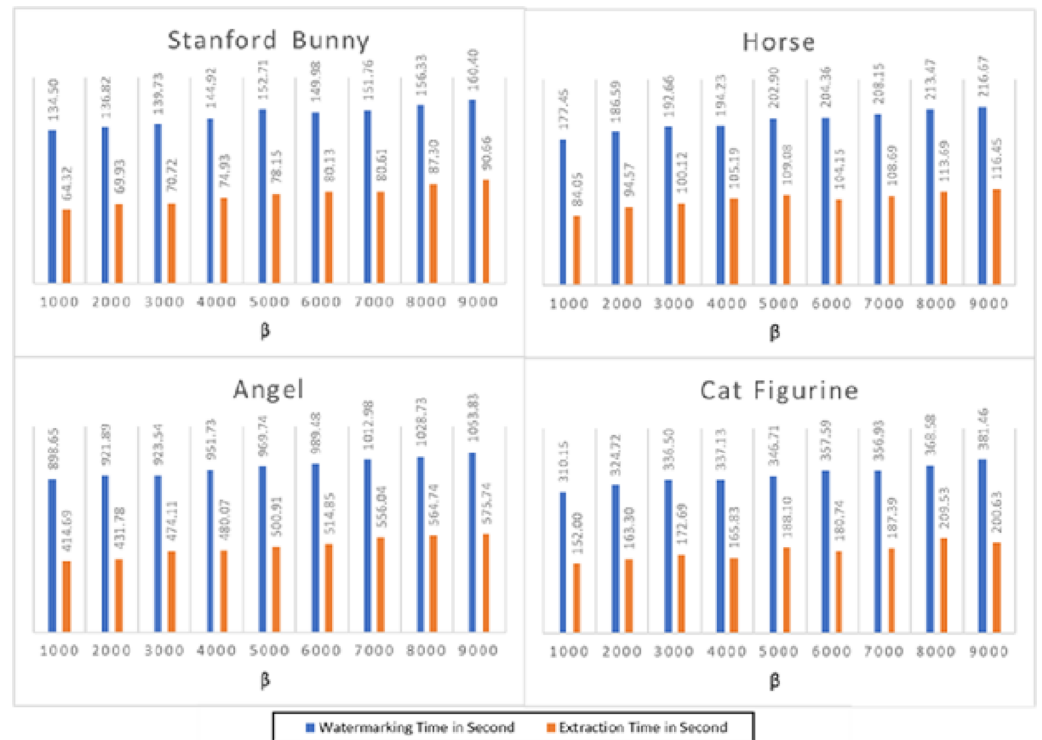 Stanford Bunny
134.50 64.32 136.82 69.93 139.73 70.72 144.92 74.93 152.71 78.15 149.98 80.13 151.76 80.61 156.33 87.30 160.40 90.66
1000 2000 3000 4000 5000 6000 7000 8000 9000
β
Horse
177.45 84.05 186.59 94.57 192.66 100.12 194.23 105.19 202.90 109.08 204.36 104.15 208.15 108.69 213.47 113.69 216.67 116.45
1000 2000 3000 4000 5000 6000 7000 8000 9000
β
Angel
898.65 414.69 921.89 431.78 923.54 474.11 951.73 480.07 969.74 500.91 989.48 514.85 1012.98 556.04 1028.73 564.74 1053.83 575.74
1000 2000 3000 4000 5000 6000 7000 8000 9000
β
Cat Figurine
310.15 152.00 324.72 163.30 336.50 172.69 337.13 165.83 346.71 188.10 357.59 180.74 356.93 187.39 368.58 209.53 381.46 200.63
1000 2000 3000 4000 5000 6000 7000 8000 9000
β
Watermarking Time in Second Extraction Time in Second